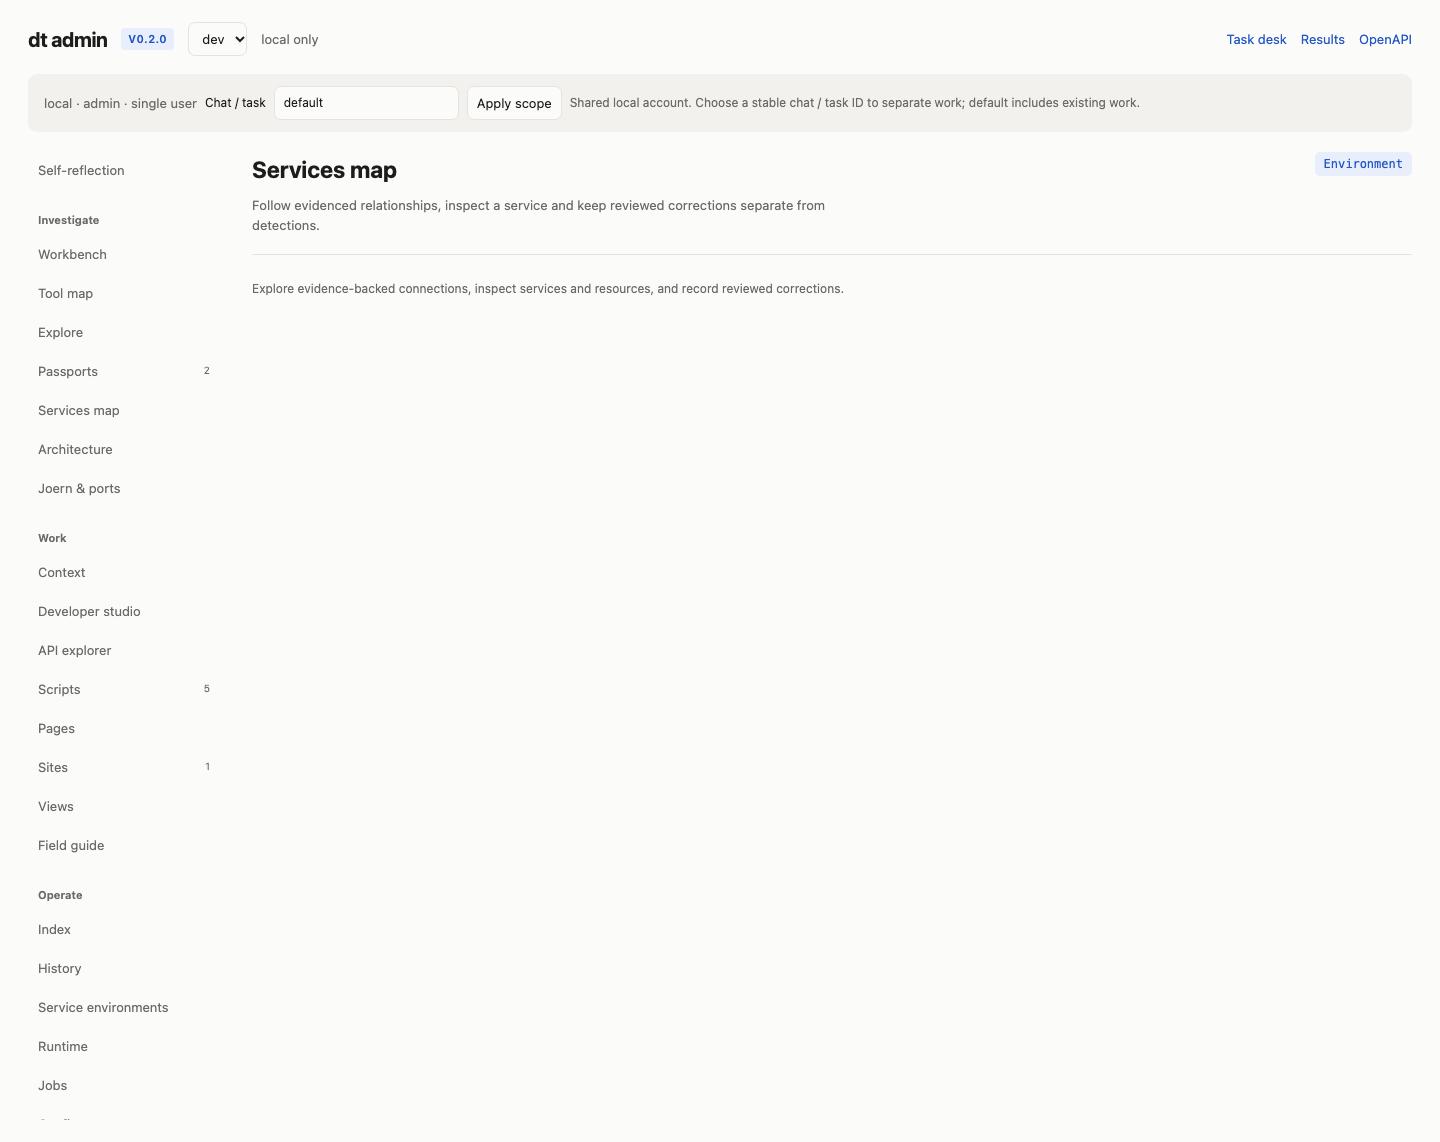 dt admin
V0.2.0
dev
local only
Task desk
Results
OpenAPI
local · admin · single user
Chat / task
default
Apply scope
Shared local account. Choose a stable chat / task ID to separate work; default includes existing work.
Self-reflection
Investigate
Workbench
Tool map
Explore
Passports 2
Services map
Architecture
Joern & ports
Work
Context
Developer studio
API explorer
Scripts 5
Pages
Sites 1
Views
Field guide
Operate
Index
History
Service environments
Runtime
Jobs
Services map
Environment
Follow evidenced relationships, inspect a service and keep reviewed corrections separate from
detections.
Explore evidence-backed connections, inspect services and resources, and record reviewed corrections.